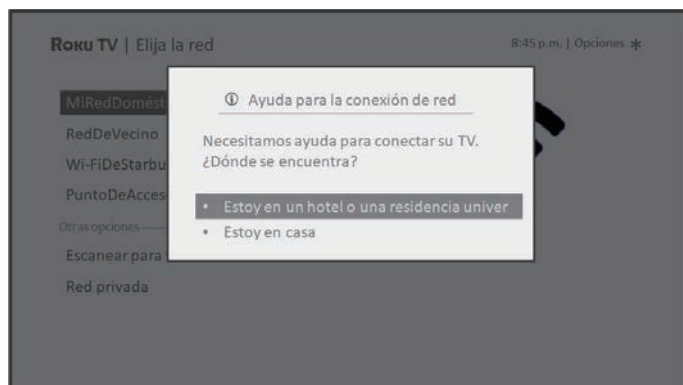 Roku TV | Elija la red
8:45 p.m. | Opciones
MiRedDomést
RedDeVecino
Wi-FiDeStarbu
PuntoDeAcces
Otras opciones
Escanear para
Red privada
Ayuda para la conexión de red
Necesitamos ayuda para conectar su TV.
¿Dónde se encuentra?
• Estoy en un hotel o una residencia univer
• Estoy en casa